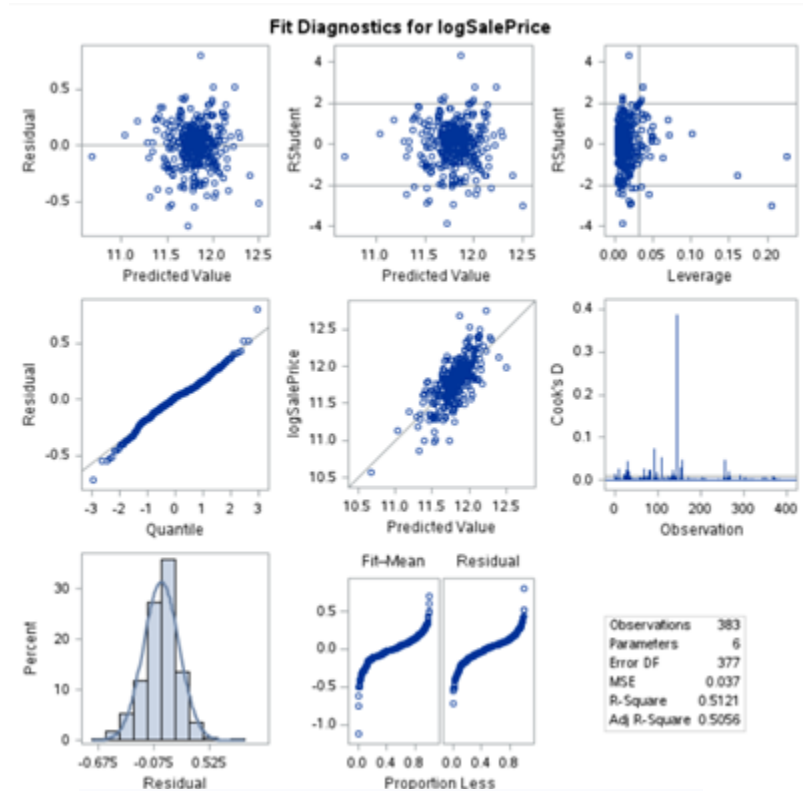 Fit Diagnostics for logSalePrice
Residual
0.5
0.0
-0.5
11.0 11.5 12.0 12.5
Predicted Value
RStudent
4
2
0
-2
-4
11.0 11.5 12.0 12.5
Predicted Value
RStudent
4
2
0
-2
-4
0.00 0.05 0.10 0.20
Leverage
Residual
0.5
0.0
-0.5
-3 -2 -1 0 1 2 3
Quantile
logSalePrice
12.5
12.0
11.5
11.0
10.5
10.5 11.0 11.5 12.0 12.5
Predicted Value
Cook's D
0.4
0.3
0.2
0.1
0.0
0 100 200 300 400
Observation
Percent
30
20
10
0
-0.675 -0.075 0.525
Residual
Fit–Mean Residual
0.5
0.0
-0.5
-1.0
0.0 0.4 0.8 0.0 0.4 0.8
Proportion Less
Observations 383
Parameters 6
Error DF 377
MSE 0.037
R-Square 0.5121
Adj R-Square 0.5056